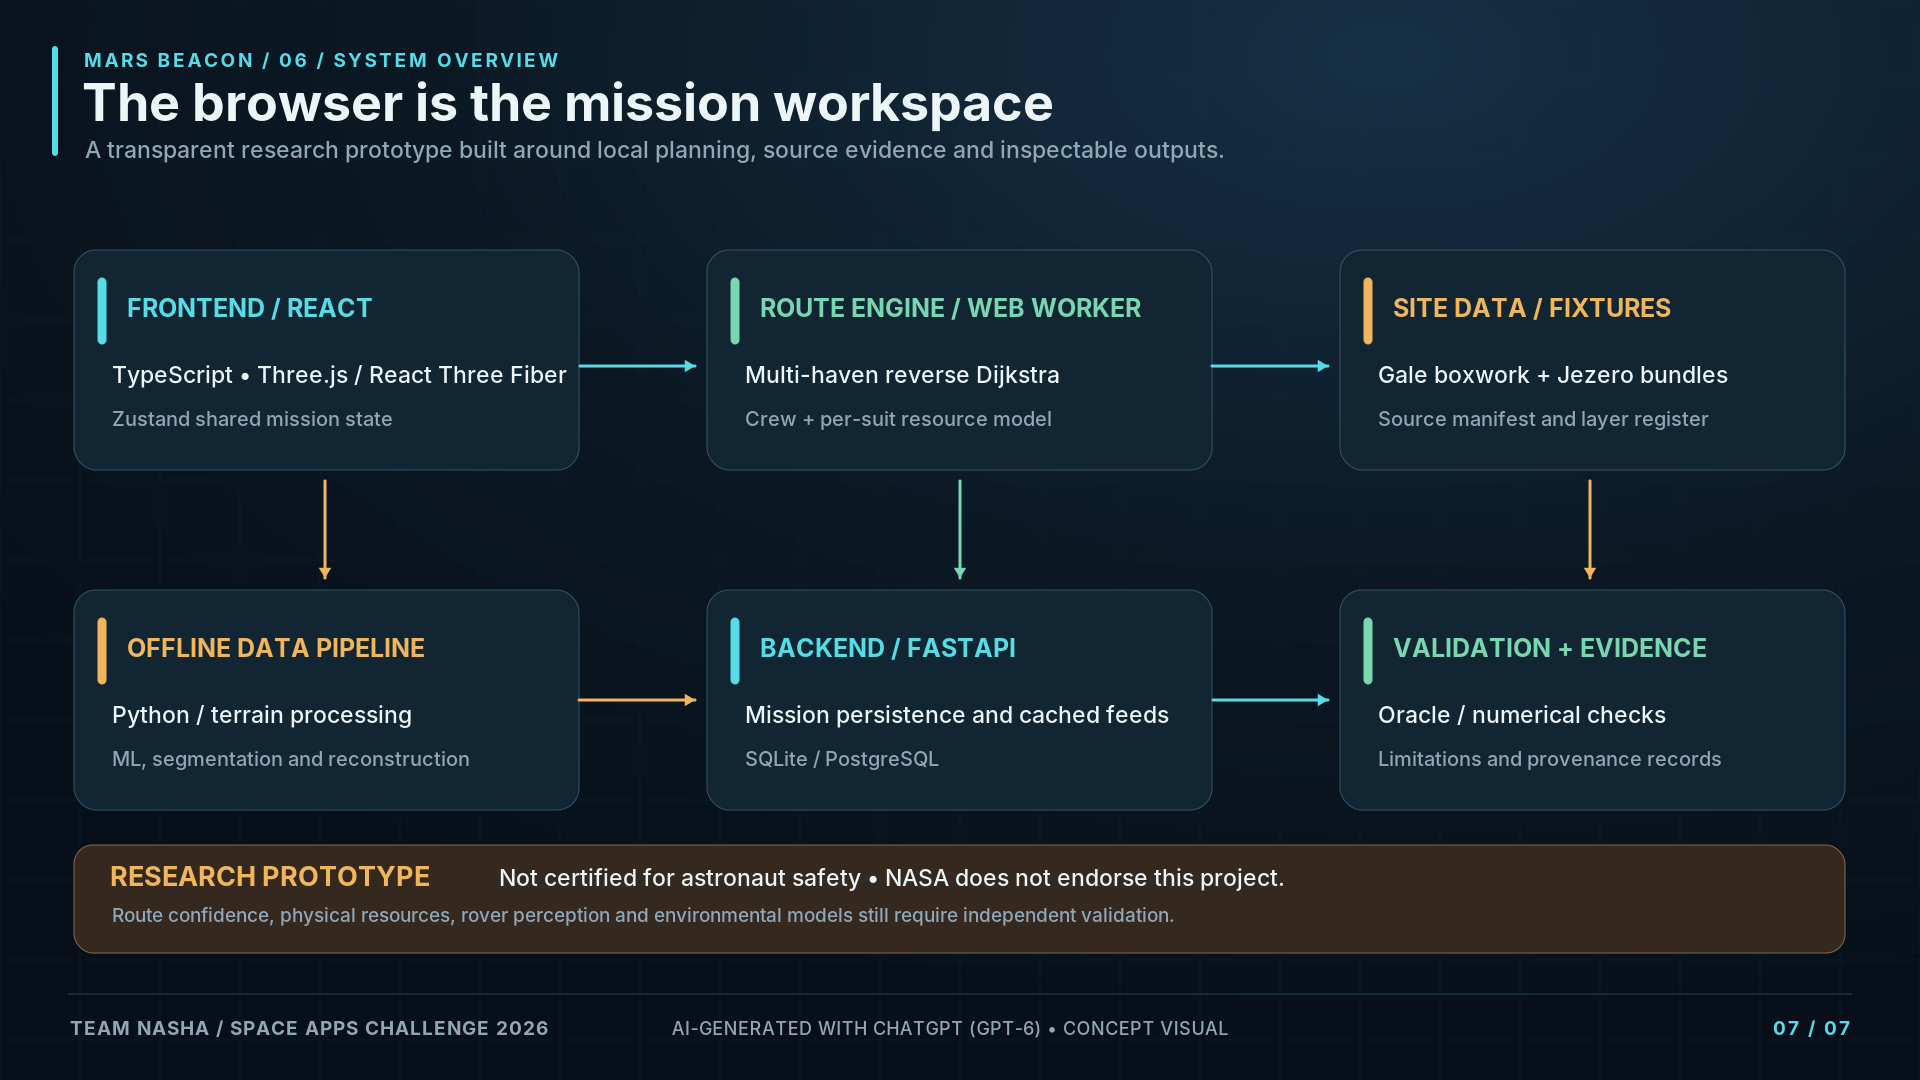 MARS BEACON / 06 / SYSTEM OVERVIEW
The browser is the mission workspace
A transparent research prototype built around local planning, source evidence and inspectable outputs.
FRONTEND / REACT
TypeScript • Three.js / React Three Fiber
Zustand shared mission state
ROUTE ENGINE / WEB WORKER
Multi-haven reverse Dijkstra
Crew + per-suit resource model
SITE DATA / FIXTURES
Gale boxwork + Jezero bundles
Source manifest and layer register
OFFLINE DATA PIPELINE
Python / terrain processing
ML, segmentation and reconstruction
BACKEND / FASTAPI
Mission persistence and cached feeds
SQLite / PostgreSQL
VALIDATION + EVIDENCE
Oracle / numerical checks
Limitations and provenance records
RESEARCH PROTOTYPE
Not certified for astronaut safety • NASA does not endorse this project.
Route confidence, physical resources, rover perception and environmental models still require independent validation.
TEAM NASHA / SPACE APPS CHALLENGE 2026
AI-GENERATED WITH CHATGPT (GPT-6) • CONCEPT VISUAL
07 / 07